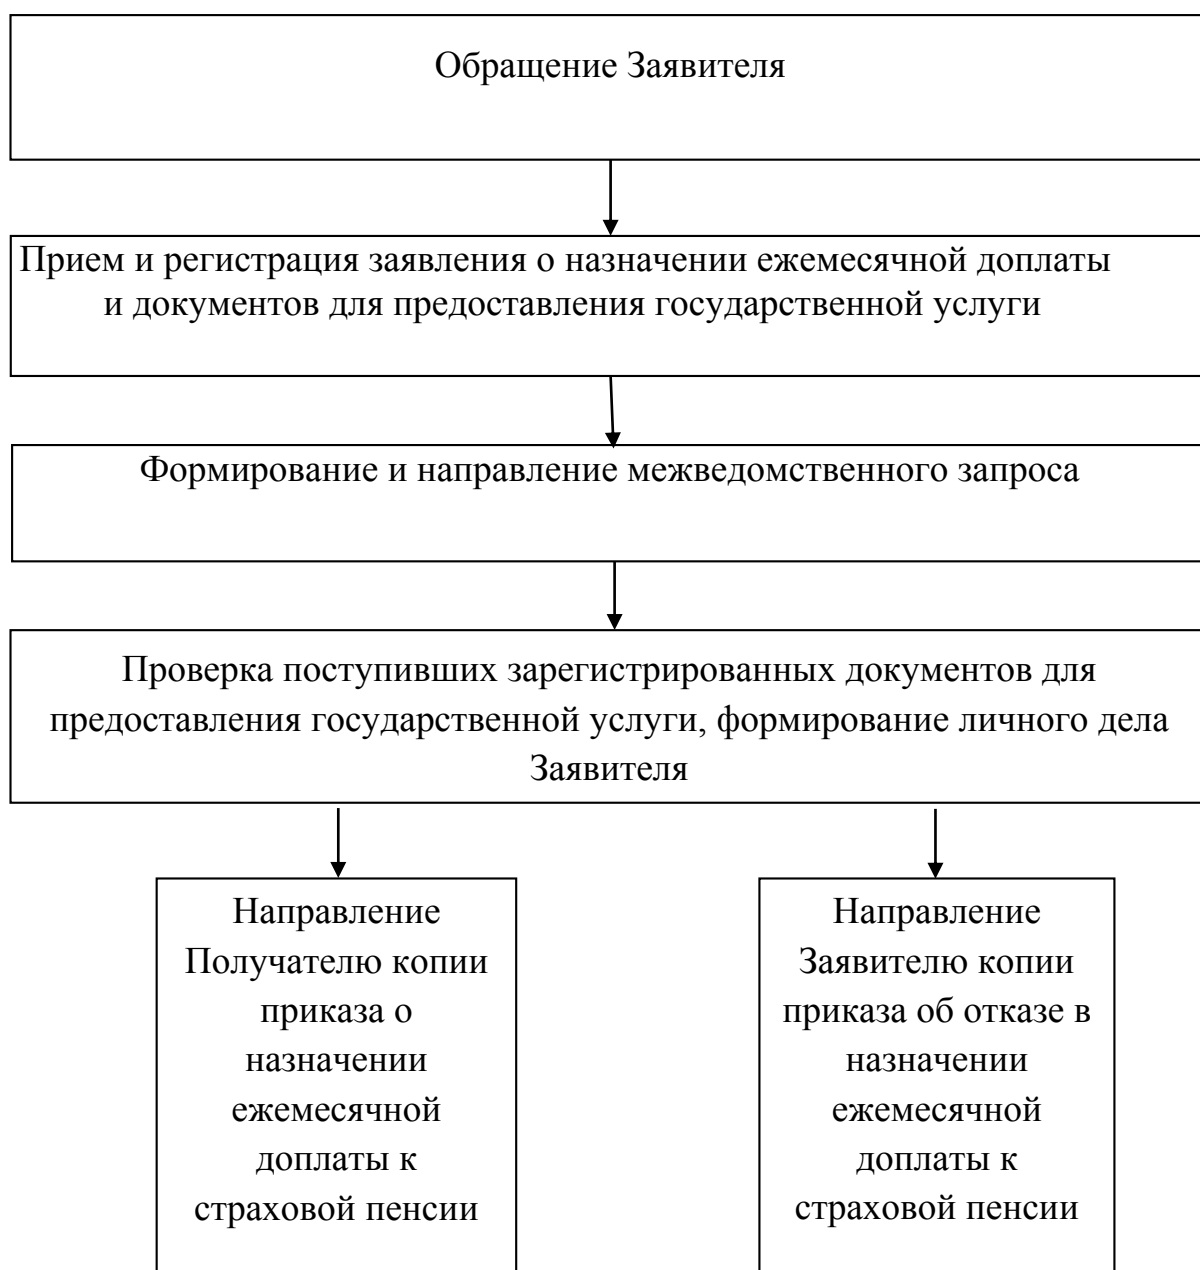 Обращение Заявителя
Прием и регистрация заявления о назначении ежемесячной доплаты
и документов для предоставления государственной услуги
Формирование и направление межведомственного запроса
Проверка поступивших зарегистрированных документов для
предоставления государственной услуги, формирование личного дела
Заявителя
Направление
Получателю копии
приказа о
назначении
ежемесячной
доплаты к
страховой пенсии
Направление
Заявителю копии
приказа об отказе в
назначении
ежемесячной
доплаты к
страховой пенсии